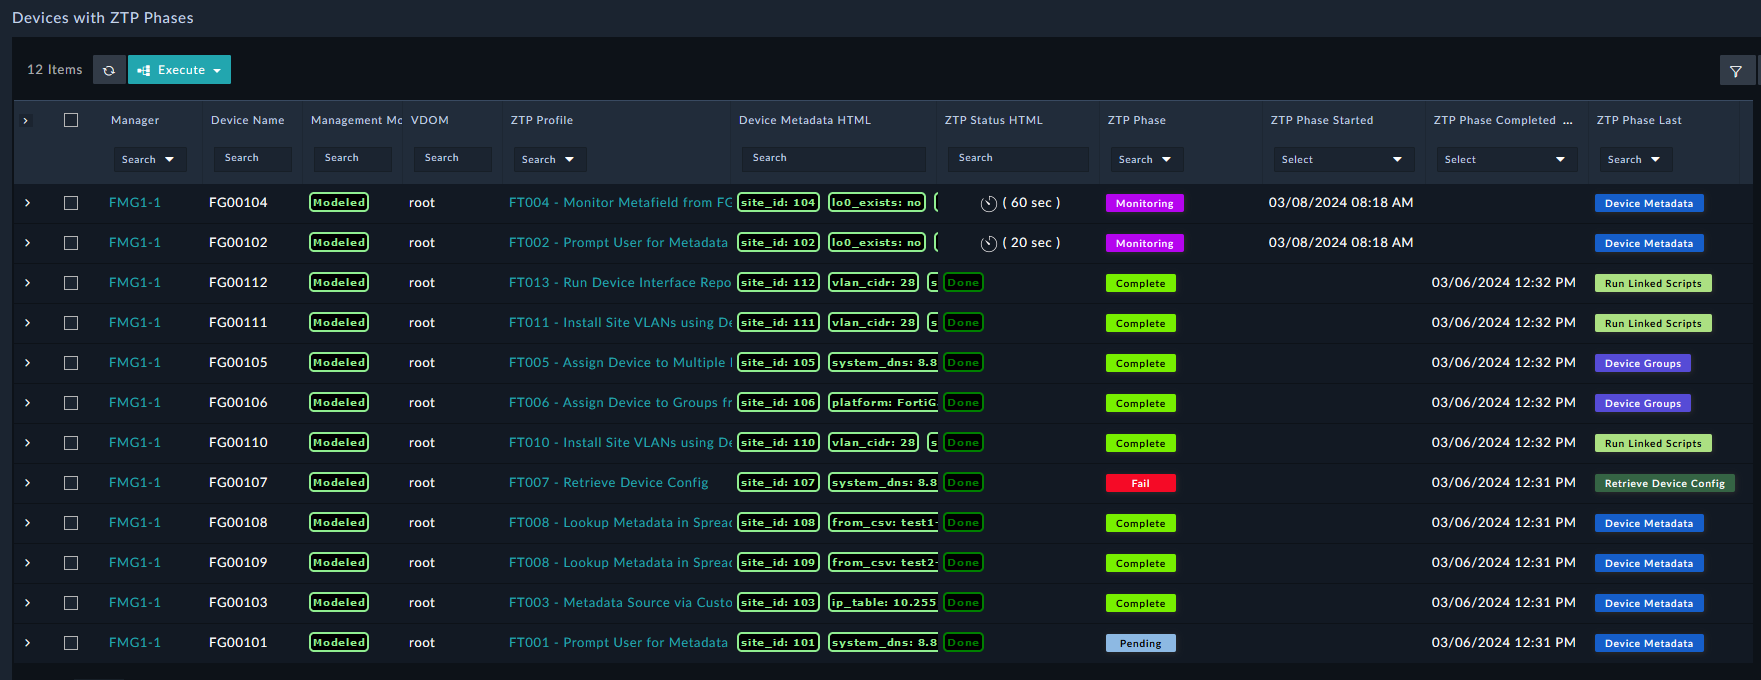 Devices with ZTP Phases
12 Items Execute
Manager Device Name Management Mo VDOM ZTP Profile Device Metadata HTML ZTP Status HTML ZTP Phase ZTP Phase Started ZTP Phase Completed ... ZTP Phase Last
Search Search Search Search Search Search Search Search Select Select Search
FMG1-1 FG00104 Modeled root FT004 - Monitor Metafield from FG site_id: 104 lo0_exists: no ( 60 sec ) Monitoring 03/08/2024 08:18 AM Device Metadata
FMG1-1 FG00102 Modeled root FT002 - Prompt User for Metadata site_id: 102 lo0_exists: no ( 20 sec ) Monitoring 03/08/2024 08:18 AM Device Metadata
FMG1-1 FG00112 Modeled root FT013 - Run Device Interface Repo site_id: 112 vlan_cidr: 28 s Done Complete 03/06/2024 12:32 PM Run Linked Scripts
FMG1-1 FG00111 Modeled root FT011 - Install Site VLANs using De site_id: 111 vlan_cidr: 28 s Done Complete 03/06/2024 12:32 PM Run Linked Scripts
FMG1-1 FG00105 Modeled root FT005 - Assign Device to Multiple site_id: 105 system_dns: 8.8 Done Complete 03/06/2024 12:32 PM Device Groups
FMG1-1 FG00106 Modeled root FT006 - Assign Device to Groups fr site_id: 106 platform: FortiG Done Complete 03/06/2024 12:32 PM Device Groups
FMG1-1 FG00110 Modeled root FT010 - Install Site VLANs using De site_id: 110 vlan_cidr: 28 s Done Complete 03/06/2024 12:32 PM Run Linked Scripts
FMG1-1 FG00107 Modeled root FT007 - Retrieve Device Config site_id: 107 system_dns: 8.8 Done Fail 03/06/2024 12:31 PM Retrieve Device Config
FMG1-1 FG00108 Modeled root FT008 - Lookup Metadata in Spread site_id: 108 from_csv: test1- Done Complete 03/06/2024 12:31 PM Device Metadata
FMG1-1 FG00109 Modeled root FT008 - Lookup Metadata in Spread site_id: 109 from_csv: test2- Done Complete 03/06/2024 12:31 PM Device Metadata
FMG1-1 FG00103 Modeled root FT003 - Metadata Source via Custo site_id: 103 ip_table: 10.255 Done Complete 03/06/2024 12:31 PM Device Metadata
FMG1-1 FG00101 Modeled root FT001 - Prompt User for Metadata site_id: 101 system_dns: 8.8 Done Pending 03/06/2024 12:31 PM Device Metadata